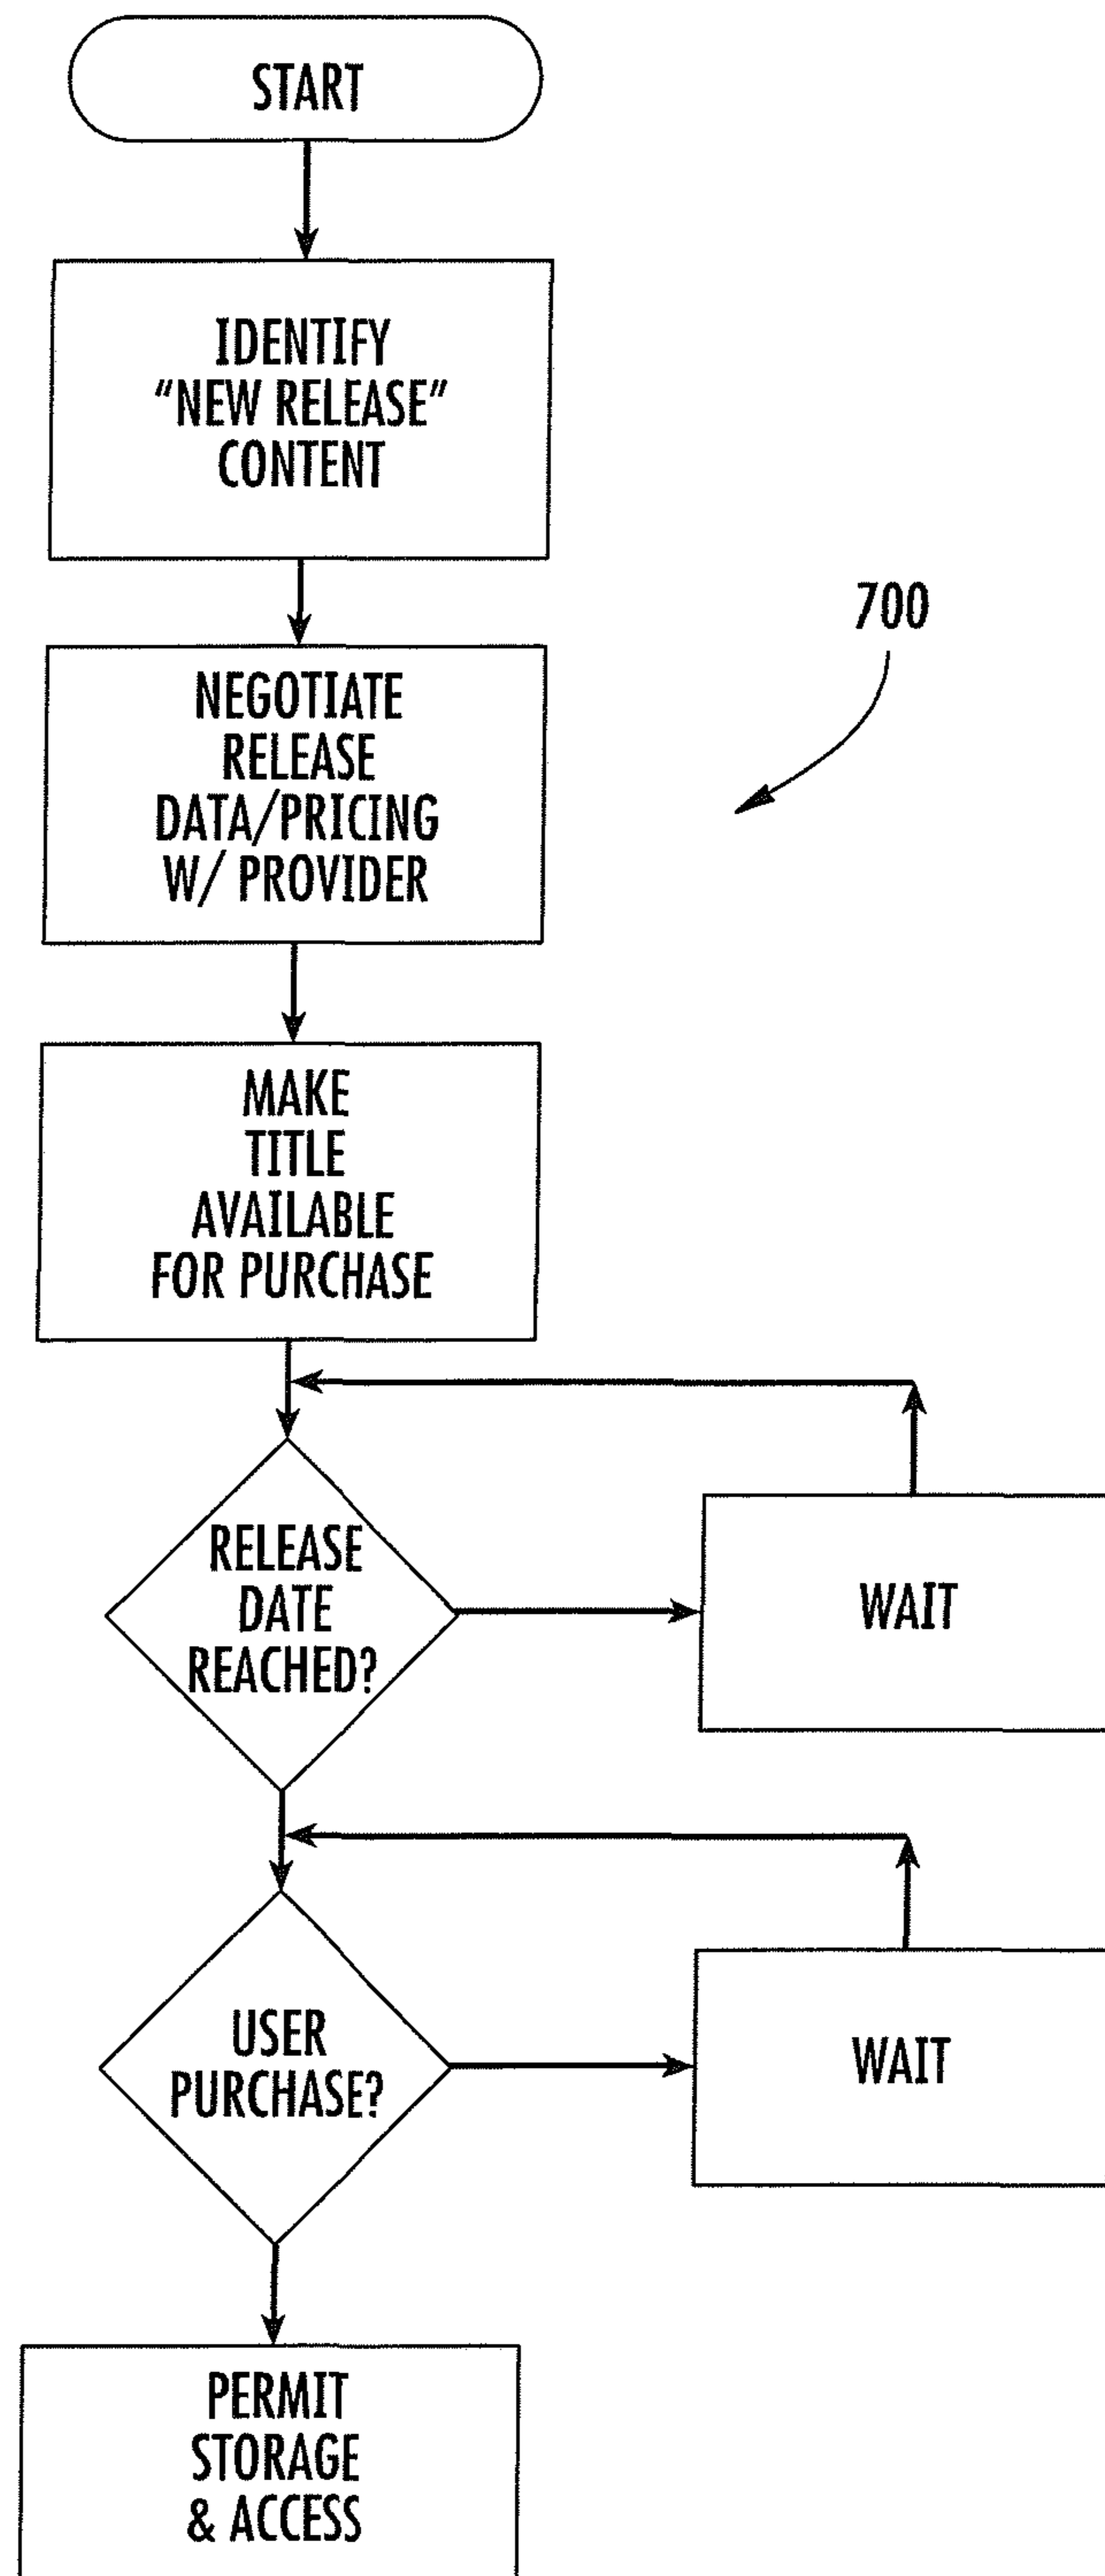 START
IDENTIFY
“NEW RELEASE”
CONTENT
700
NEGOTIATE
RELEASE
DATA/PRICING
W/ PROVIDER
MAKE
TITLE
AVAILABLE
FOR PURCHASE
RELEASE
DATE
REACHED?
WAIT
USER
PURCHASE?
WAIT
PERMIT
STORAGE
& ACCESS